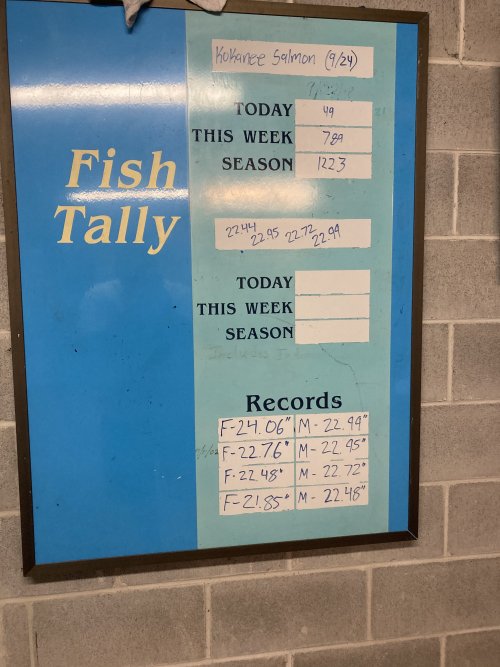 Fish
Tally
Kokanee Salmon (9/24)
TODAY 49
THIS WEEK 789
SEASON 1223
22.44 22.95 22.72 22.99
TODAY
THIS WEEK
SEASON
Records
F-24.06" M-22.99"
F-22.76" M-22.95"
F-22.48" M-22.72"
F-21.85" M-22.48"